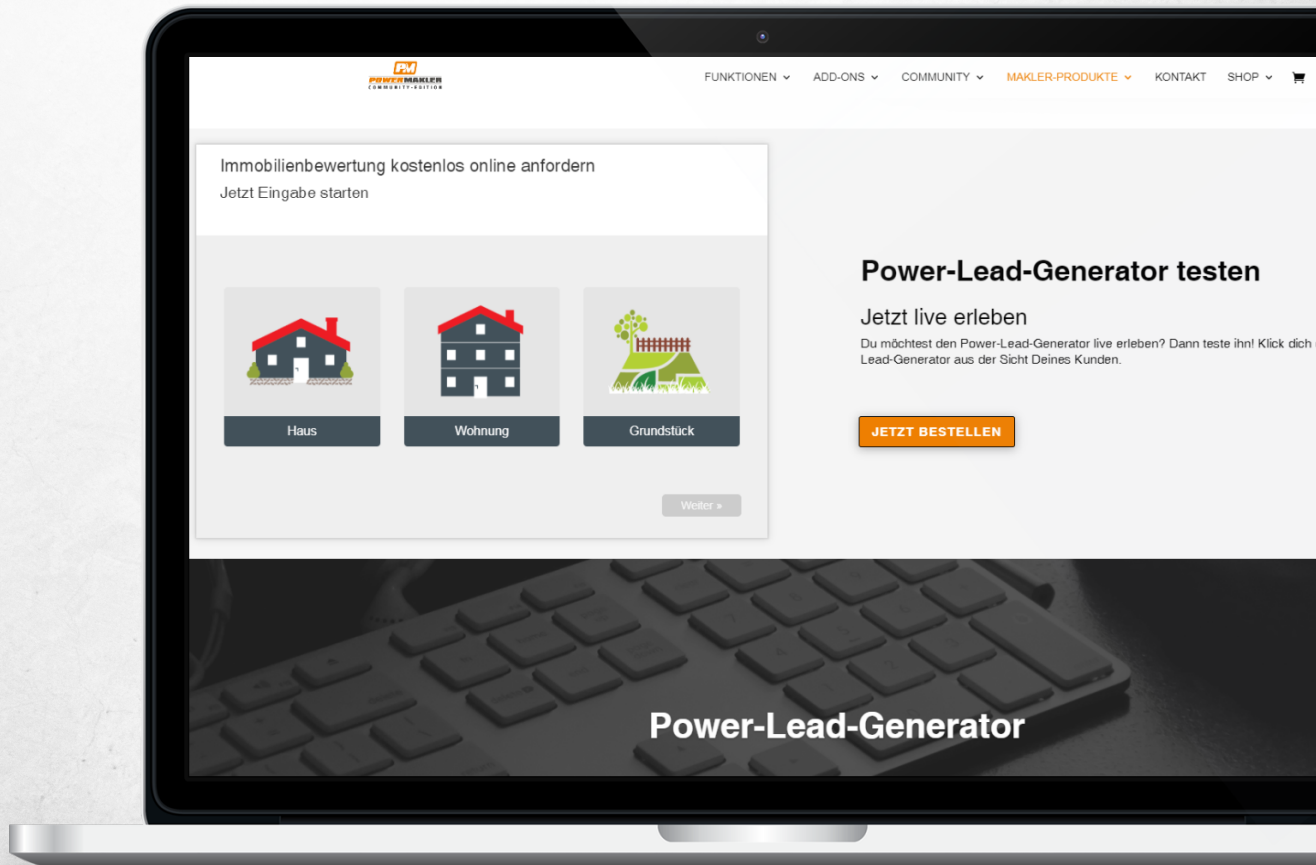 PM
POWERMAKLER
COMMUNITY-EDITION
FUNKTIONEN ADD-ONS COMMUNITY MAKLER-PRODUKTE KONTAKT SHOP
Immobilienbewertung kostenlos online anfordern
Jetzt Eingabe starten
Haus Wohnung Grundstück
Weiter »
Power-Lead-Generator testen
Jetzt live erleben
Du möchtest den Power-Lead-Generator live erleben? Dann teste ihn! Klick dich
Lead-Generator aus der Sicht Deines Kunden.
JETZT BESTELLEN
Power-Lead-Generator